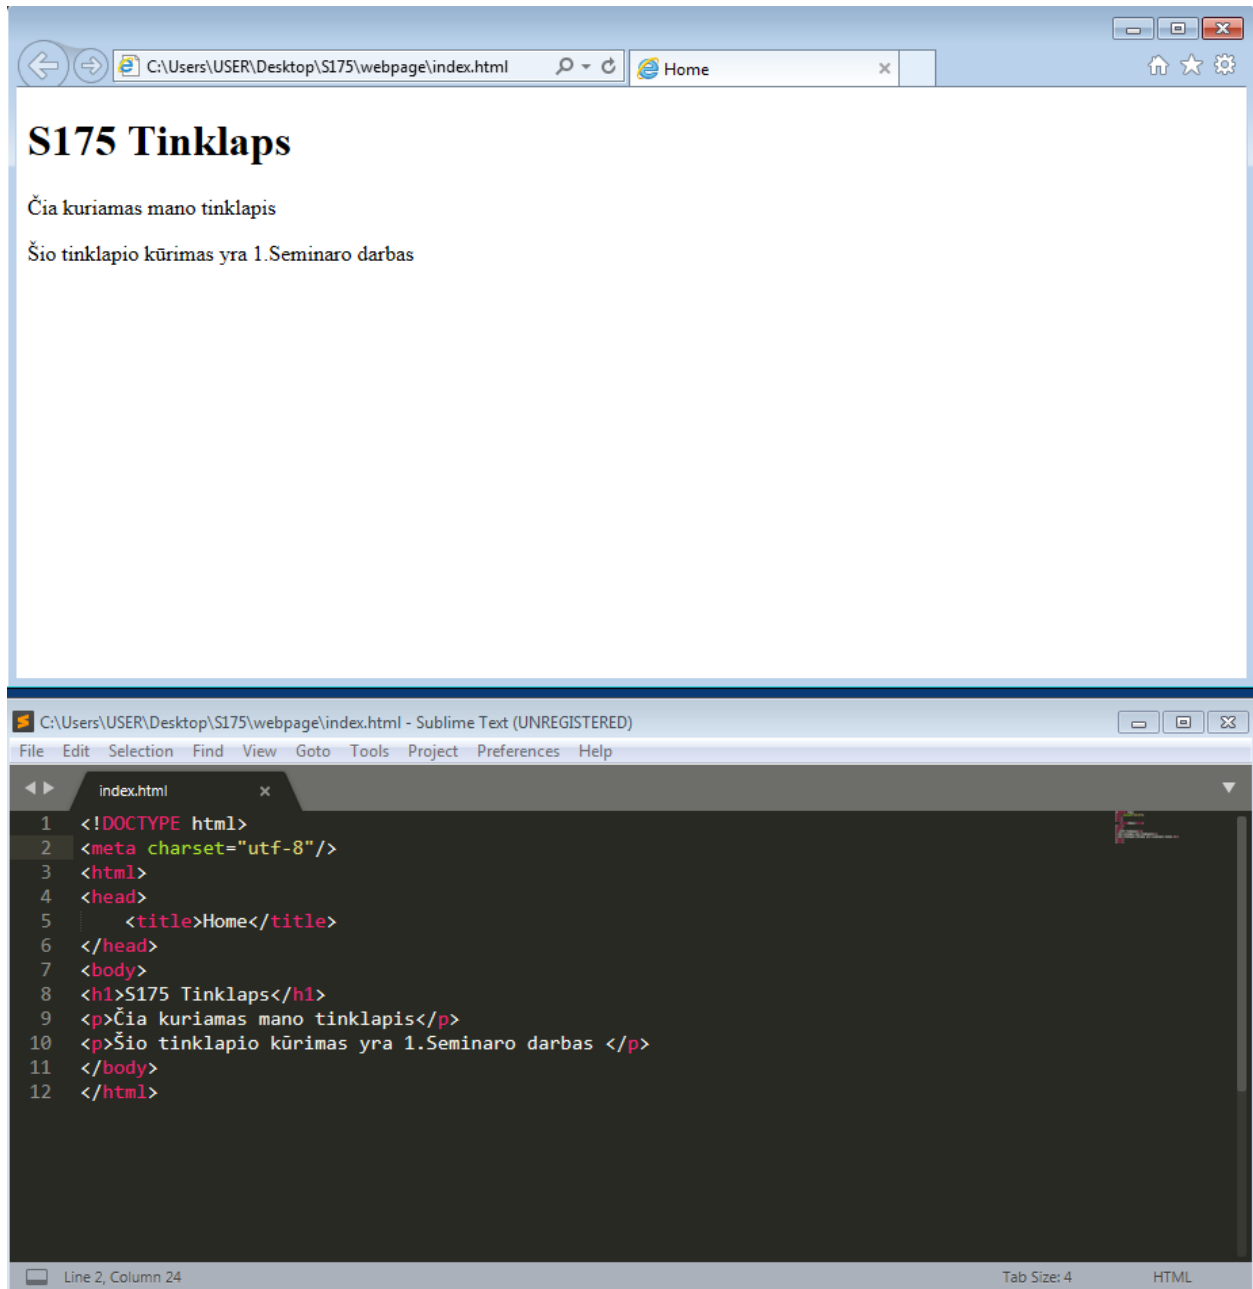 C:\Users\USER\Desktop\S175\webpage\index.html
Home
S175 Tinklaps
Čia kuriamas mano tinklapis
Šio tinklapio kūrimas yra 1.Seminaro darbas
C:\Users\USER\Desktop\S175\webpage\index.html - Sublime Text (UNREGISTERED)
File Edit Selection Find View Goto Tools Project Preferences Help
index.html
1 <!DOCTYPE html>
2 <meta charset="utf-8"/>
3 <html>
4 <head>
5 <title>Home</title>
6 </head>
7 <body>
8 <h1>S175 Tinklaps</h1>
9 <p>Čia kuriamas mano tinklapis</p>
10 <p>Šio tinklapio kūrimas yra 1.Seminaro darbas </p>
11 </body>
12 </html>
Line 2, Column 24 Tab Size: 4 HTML